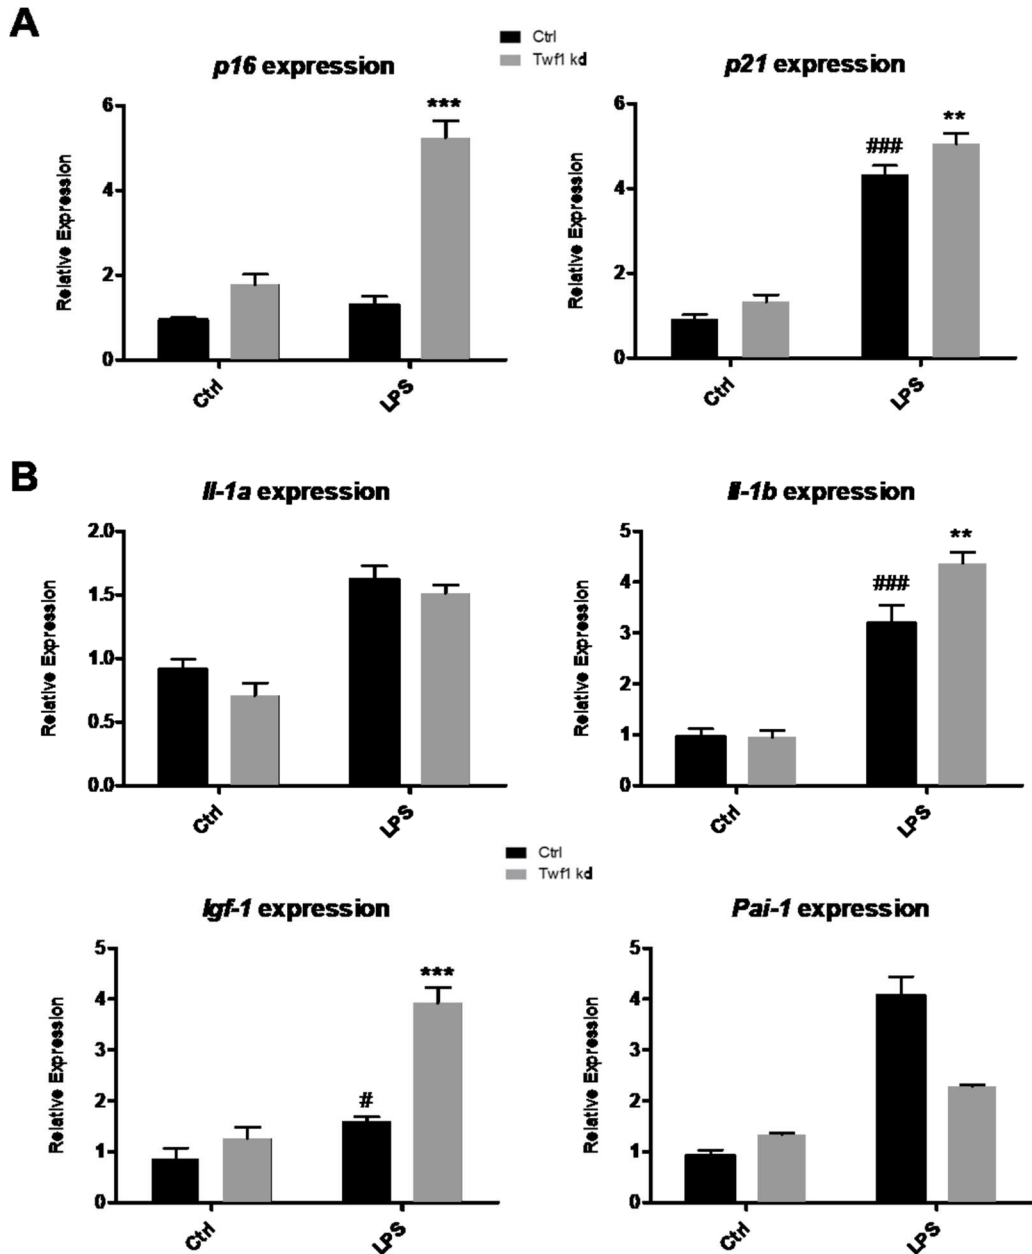 A
Ctrl
Twf1 kd
p16 expression
p21 expression
Relative Expression
6
4
2
0
***
Ctrl
LPS
Relative Expression
6
4
2
0
###
**
Ctrl
LPS
B
Il-1a expression
Il-1b expression
Relative Expression
2.0
1.5
1.0
0.5
0.0
Ctrl
LPS
Relative Expression
5
4
3
2
1
0
###
**
Ctrl
LPS
Ctrl
Twf1 kd
Igf-1 expression
Pai-1 expression
Relative Expression
5
4
3
2
1
0
#
***
Ctrl
LPS
Relative Expression
5
4
3
2
1
0
Ctrl
LPS